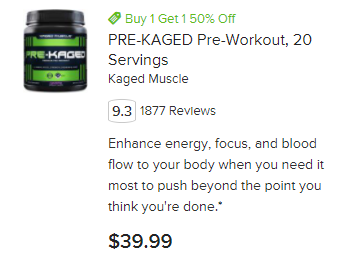 Buy 1 Get 1 50% Off
PRE-KAGED Pre-Workout, 20
Servings
Kaged Muscle
9.3 1877 Reviews
Enhance energy, focus, and blood
flow to your body when you need it
most to push beyond the point you
think you're done.*
$39.99
KAGED MUSCLE
PRE-KAGED